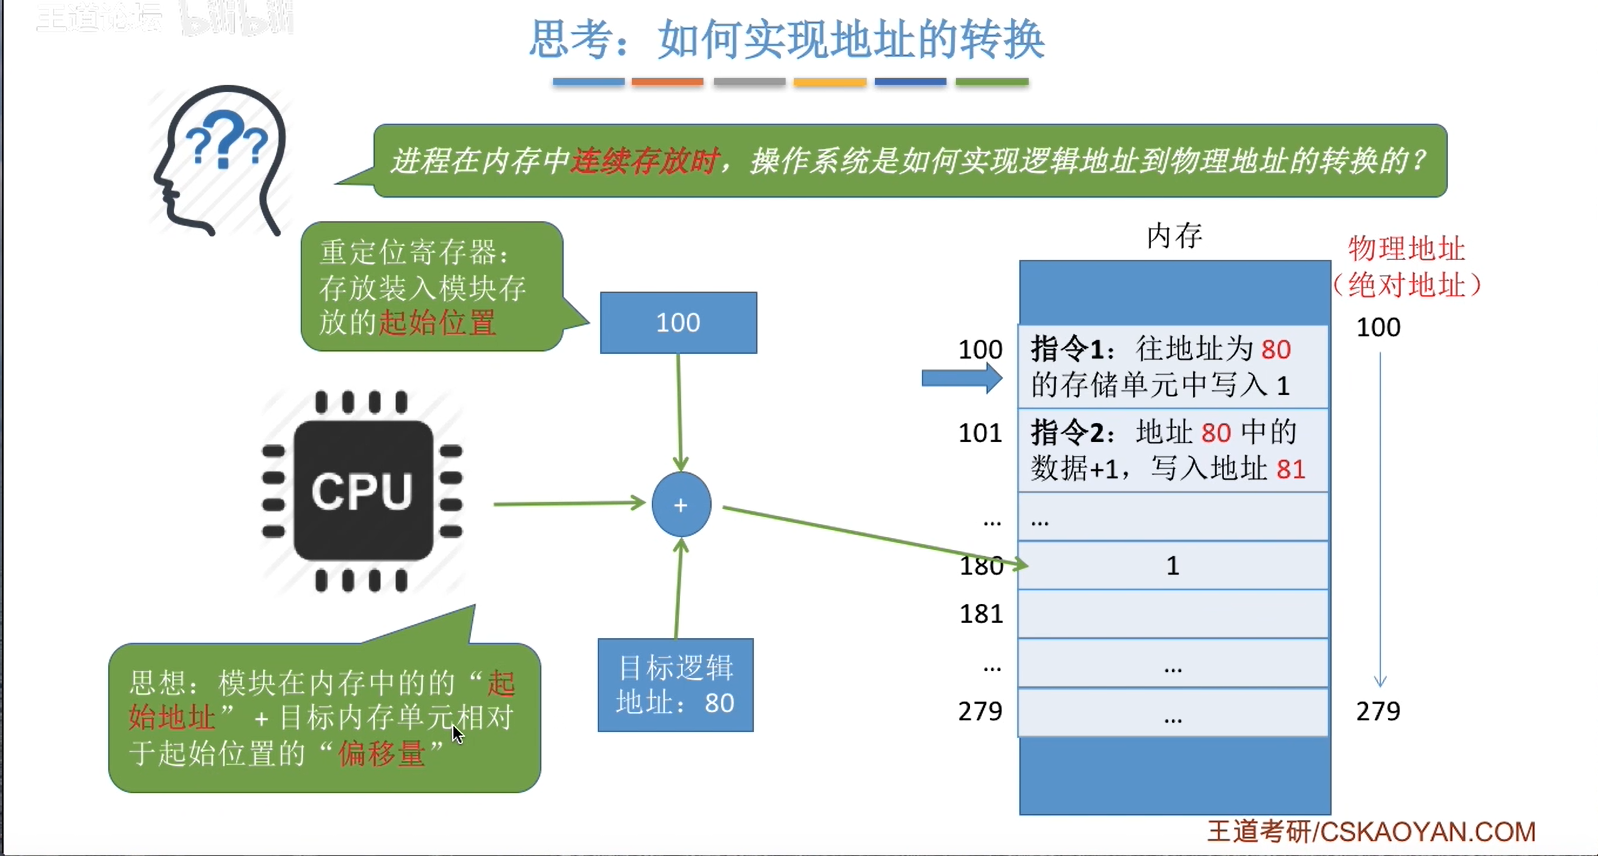 王道论坛 bilibili
思考：如何实现地址的转换
???
进程在内存中连续存放时，操作系统是如何实现逻辑地址到物理地址的转换的？
重定位寄存器：
存放装入模块存
放的起始位置
100
CPU
+
目标逻辑
地址：80
思想：模块在内存中的的“起
始地址”+目标内存单元相对
于起始位置的“偏移量”
内存
物理地址
（绝对地址）
100
279
100
指令1：往地址为 80
的存储单元中写入 1
101
指令2：地址 80 中的
数据+1，写入地址 81
...
...
180
1
181
...
...
279
...
王道考研/CSKAOYAN.COM